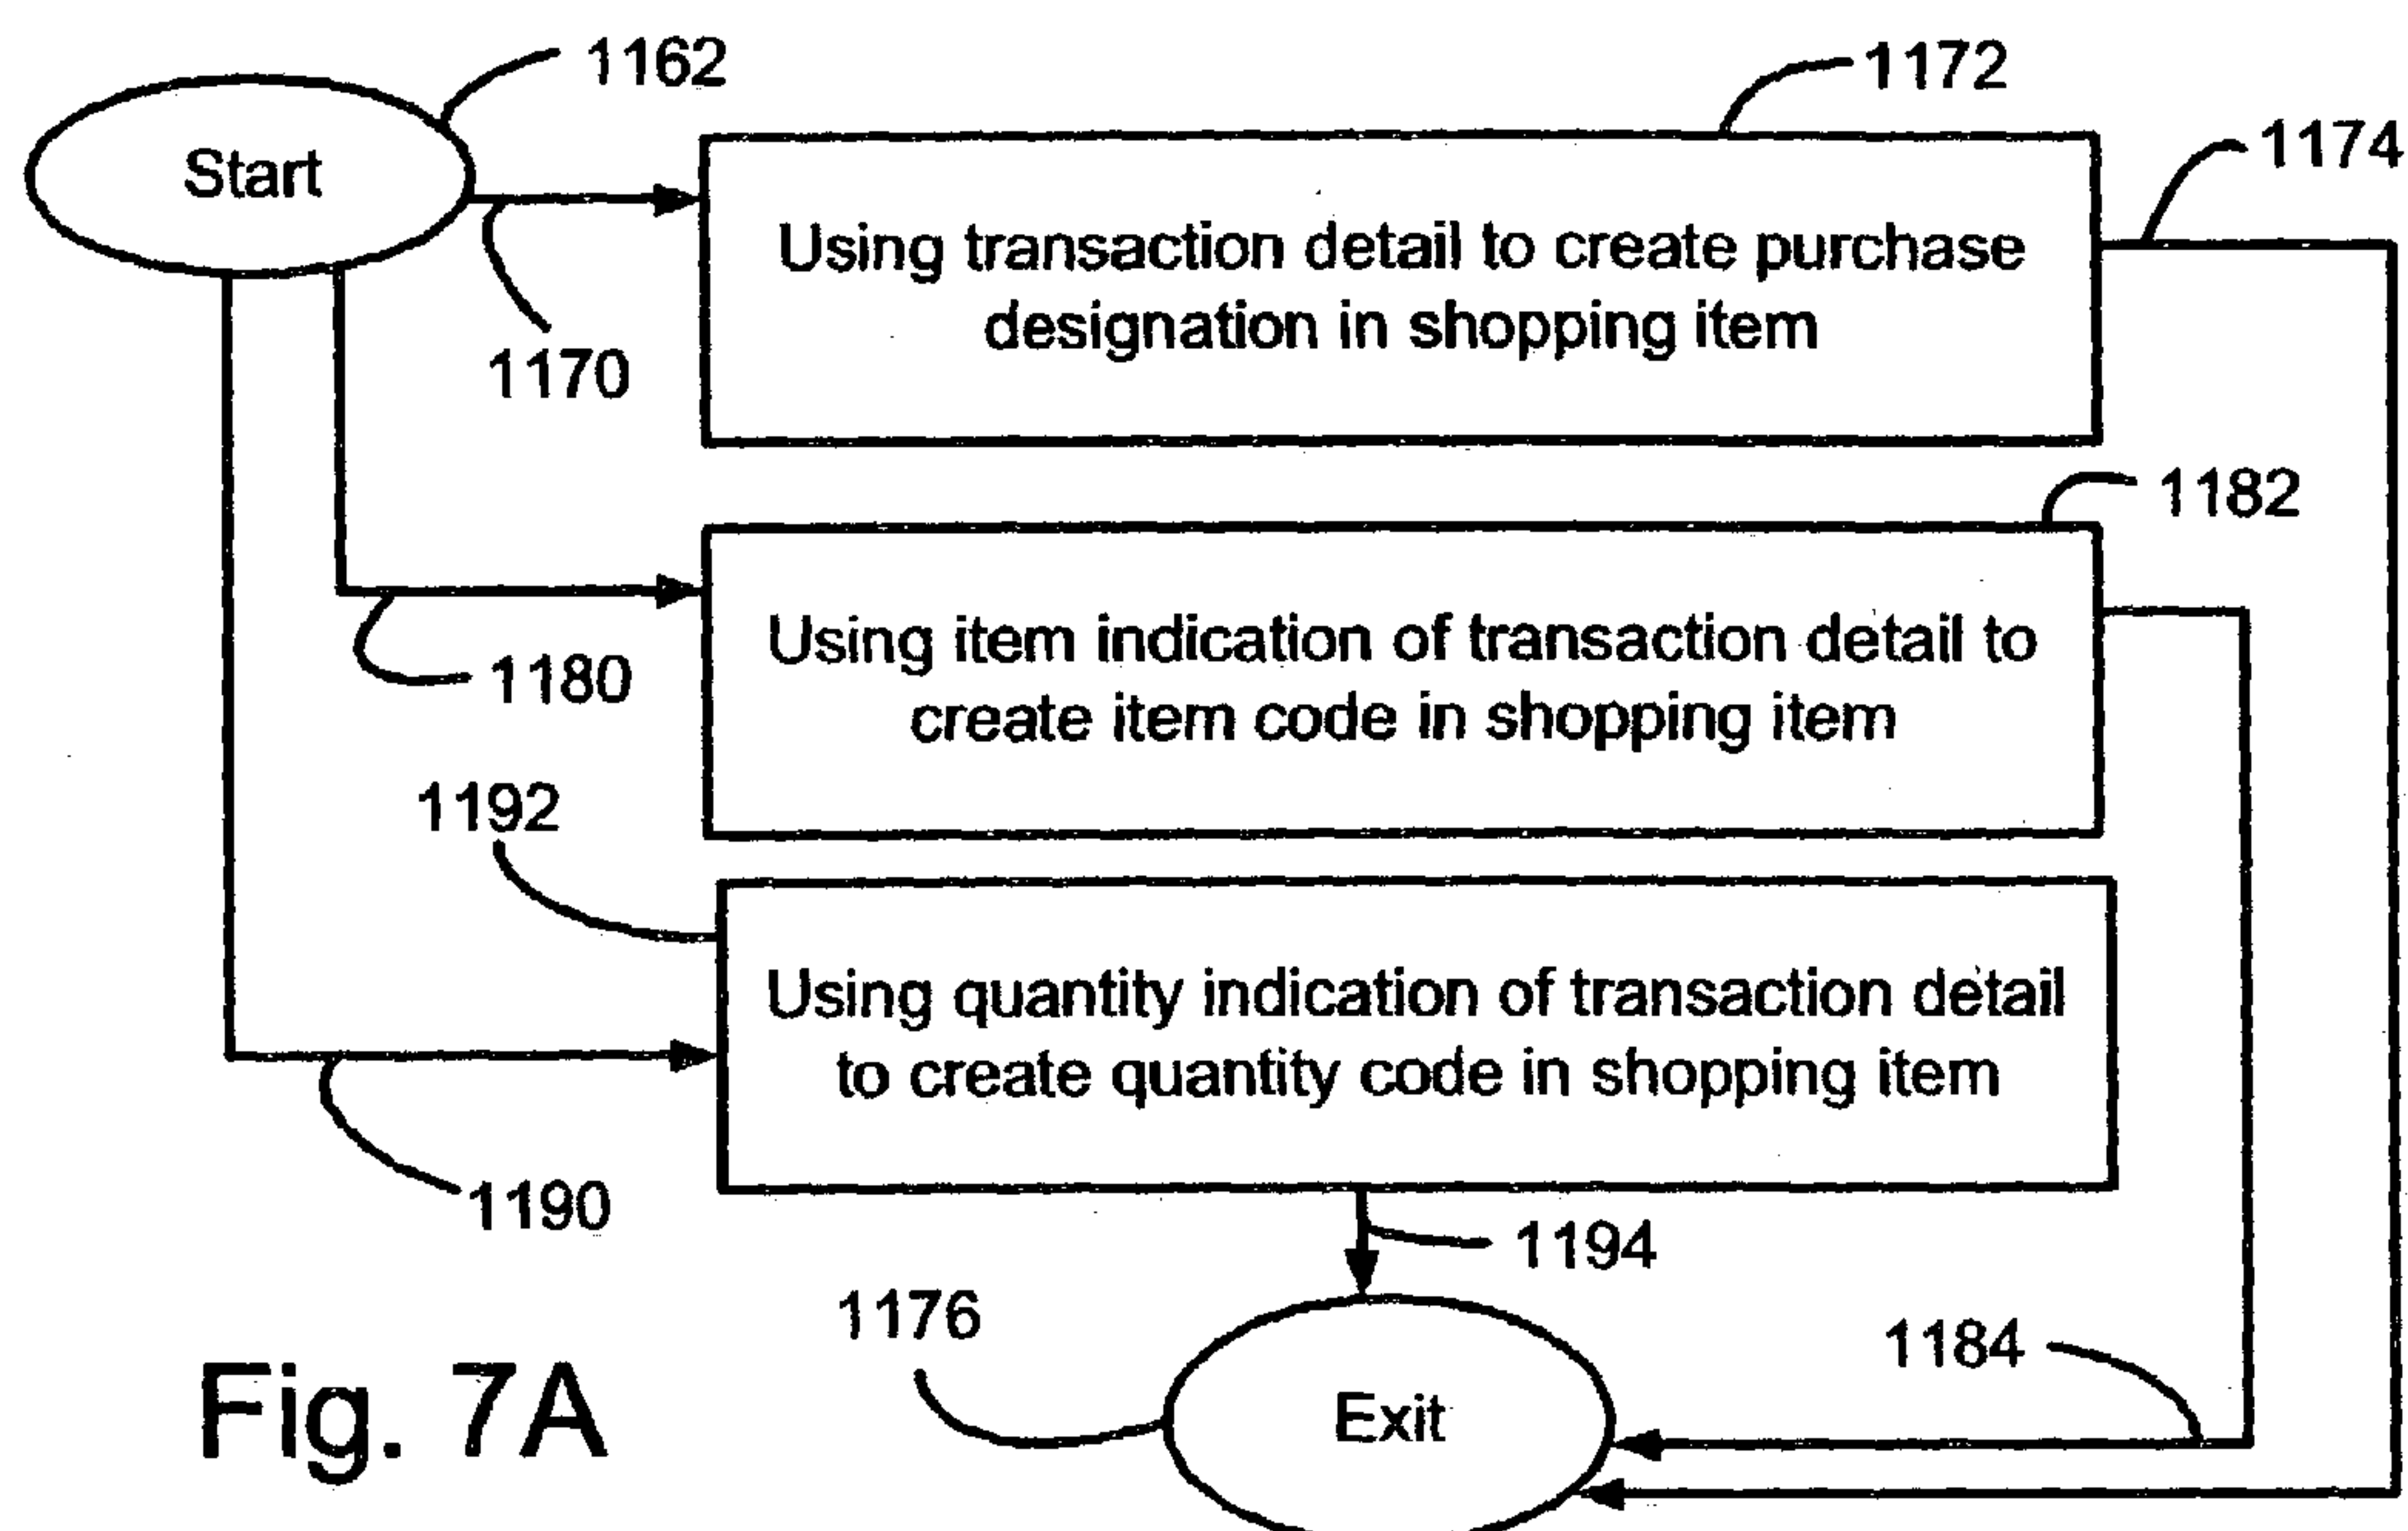 1162
1172
1174
Start
Using transaction detail to create purchase
designation in shopping item
1170
1182
Using item indication of transaction detail to
create item code in shopping item
1180
1192
Using quantity indication of transaction detail
to create quantity code in shopping item
1190
1194
1176
1184
Exit
Fig. 7A